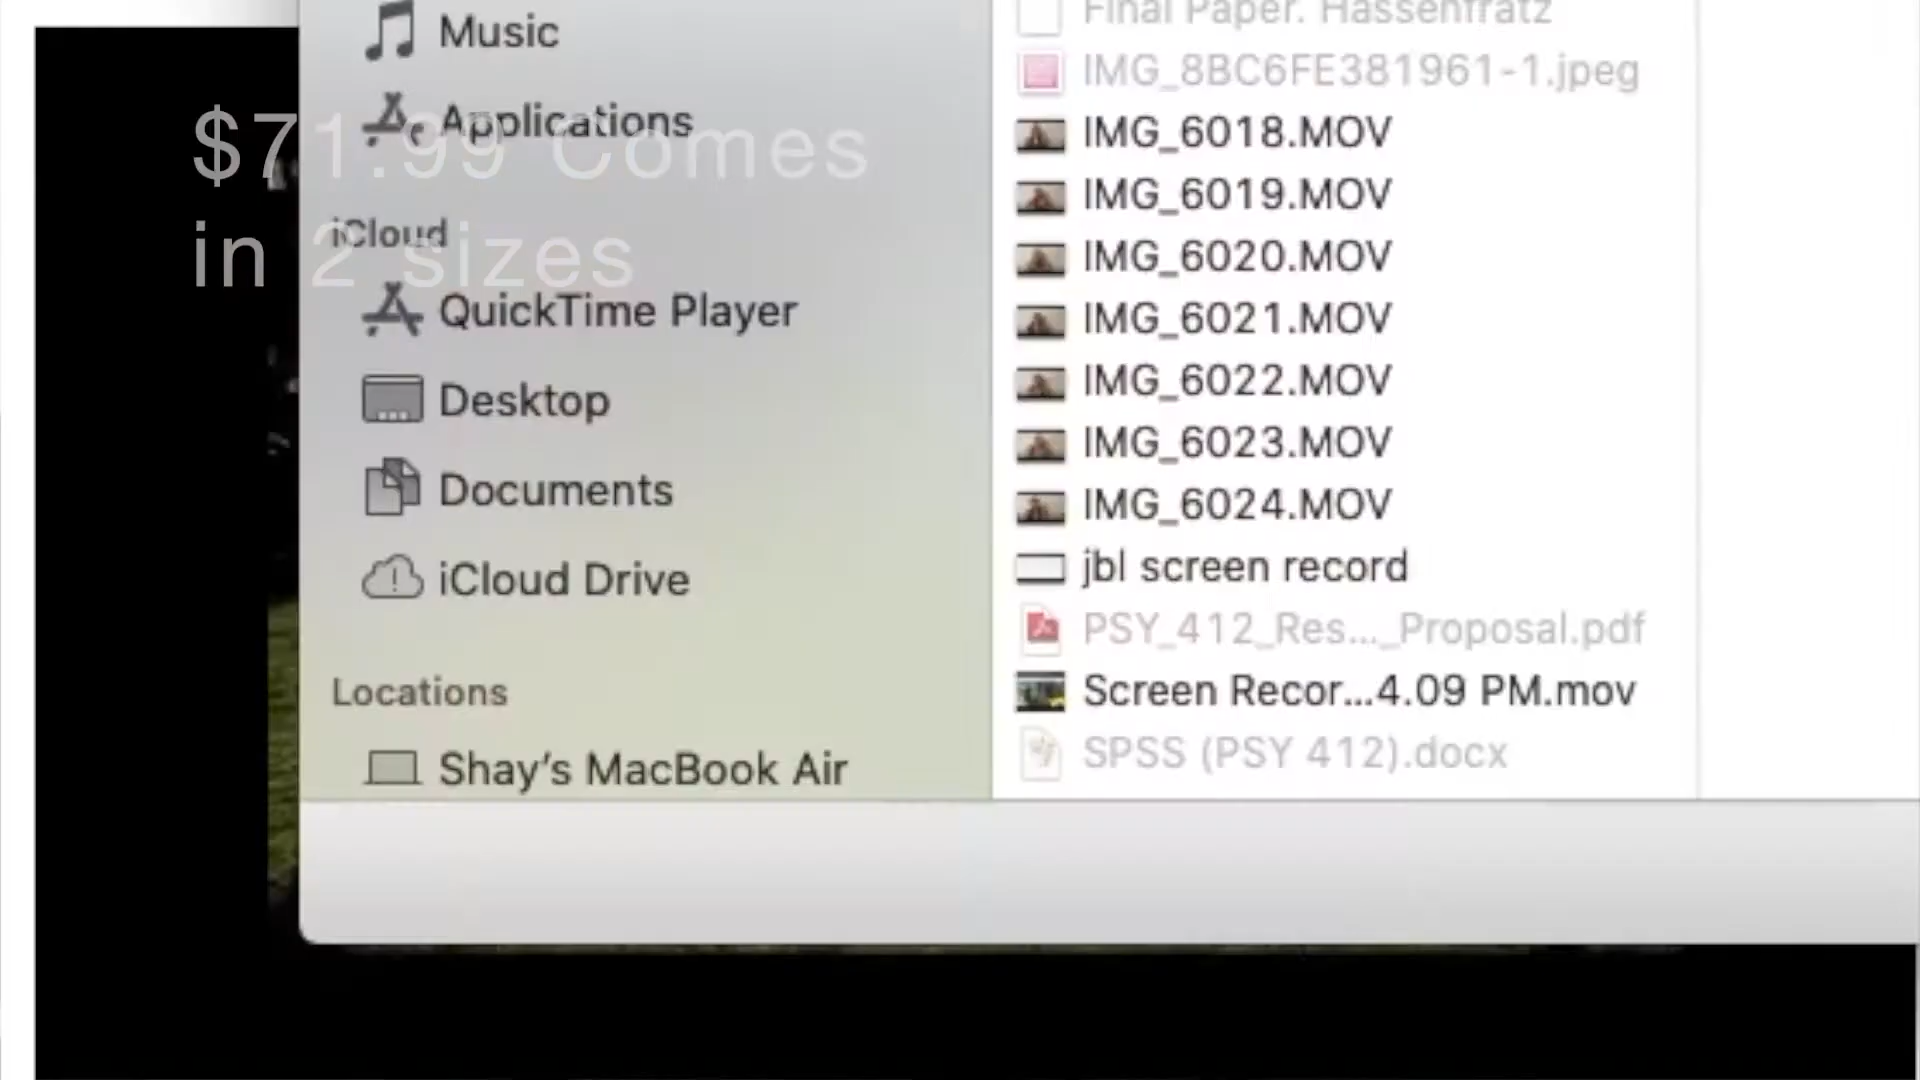 Music
Applications
$71.99 Comes
in 2 sizes
iCloud
QuickTime Player
Desktop
Documents
iCloud Drive
Locations
Shay's MacBook Air
Final Paper. Hassenfratz
IMG_8BC6FE381961-1.jpeg
IMG_6018.MOV
IMG_6019.MOV
IMG_6020.MOV
IMG_6021.MOV
IMG_6022.MOV
IMG_6023.MOV
IMG_6024.MOV
jbl screen record
PSY_412_Res..._Proposal.pdf
Screen Recor...4.09 PM.mov
SPSS (PSY 412).docx